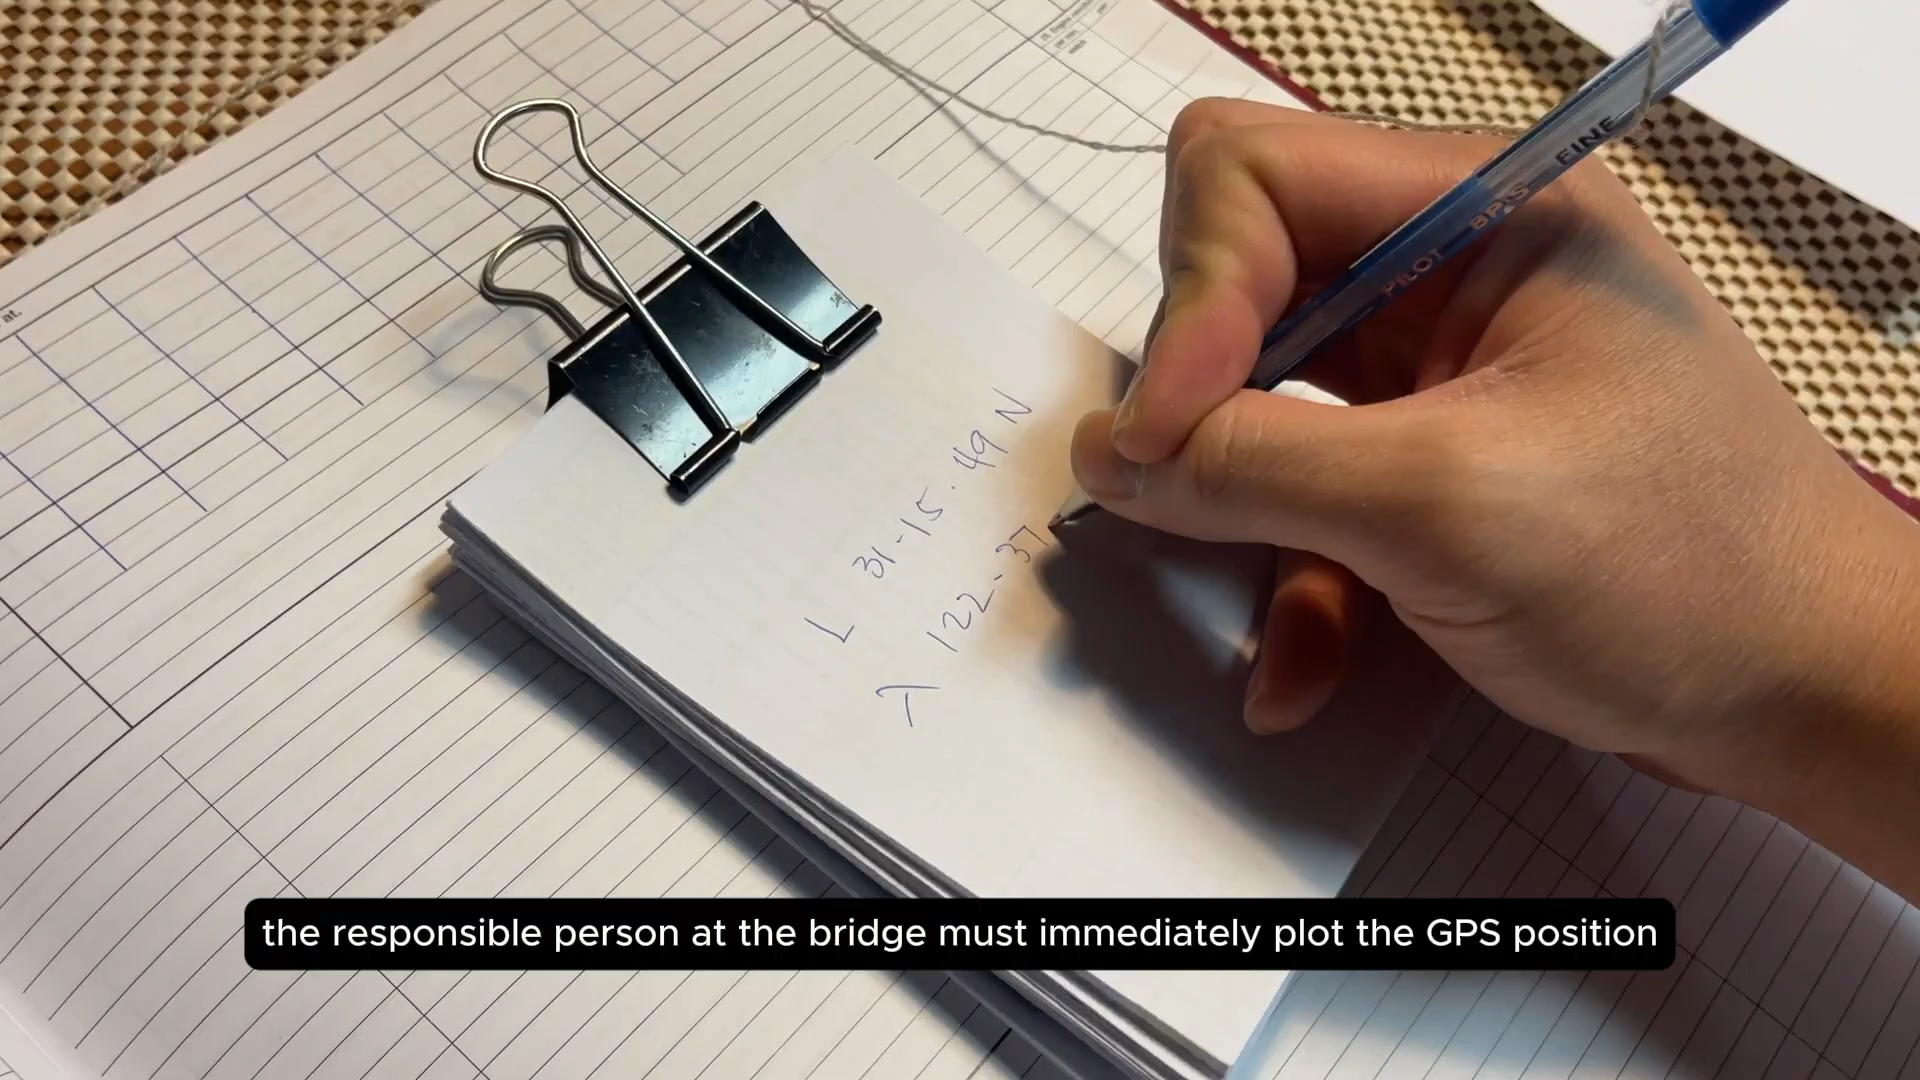 at.
L 31-15.49 N
λ 122-37
PILOT BPS FINE
the responsible person at the bridge must immediately plot the GPS position